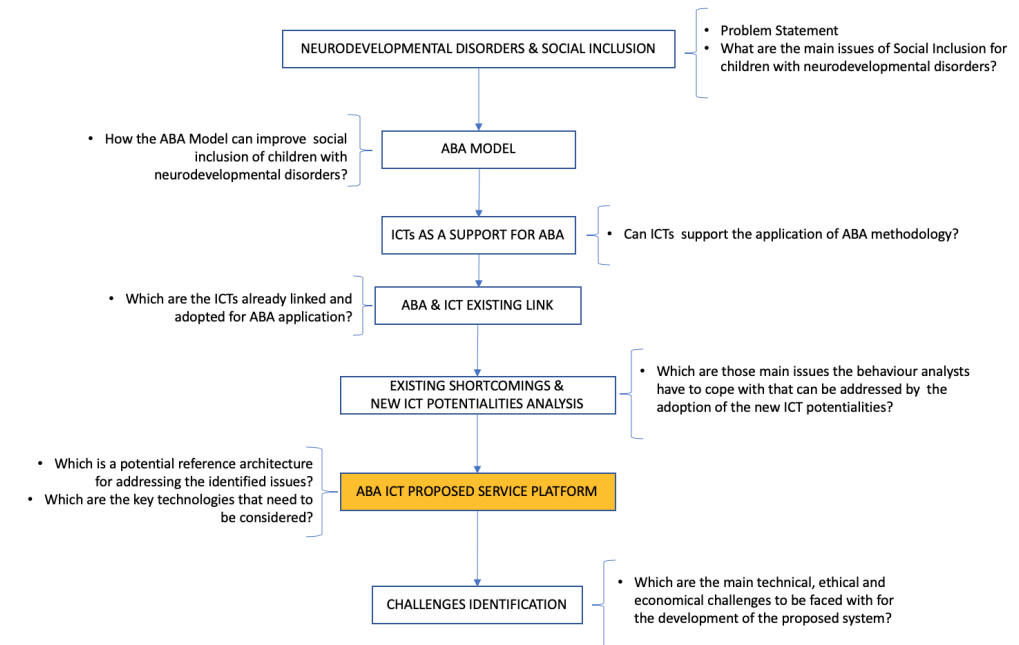 NEURODEVELOPMENTAL DISORDERS & SOCIAL INCLUSION
• Problem Statement
• What are the main issues of Social Inclusion for
children with neurodevelopmental disorders?
• How the ABA Model can improve social
inclusion of children with
neurodevelopmental disorders?
ABA MODEL
ICTs AS A SUPPORT FOR ABA
• Can ICTs support the application of ABA methodology?
• Which are the ICTs already linked and
adopted for ABA application?
ABA & ICT EXISTING LINK
EXISTING SHORTCOMINGS &
NEW ICT POTENTIALITIES ANALYSIS
• Which are those main issues the behaviour analysts
have to cope with that can be addressed by the
adoption of the new ICT potentialities?
• Which is a potential reference architecture
for addressing the identified issues?
• Which are the key technologies that need to
be considered?
ABA ICT PROPOSED SERVICE PLATFORM
CHALLENGES IDENTIFICATION
• Which are the main technical, ethical and
economical challenges to be faced with for
the development of the proposed system?